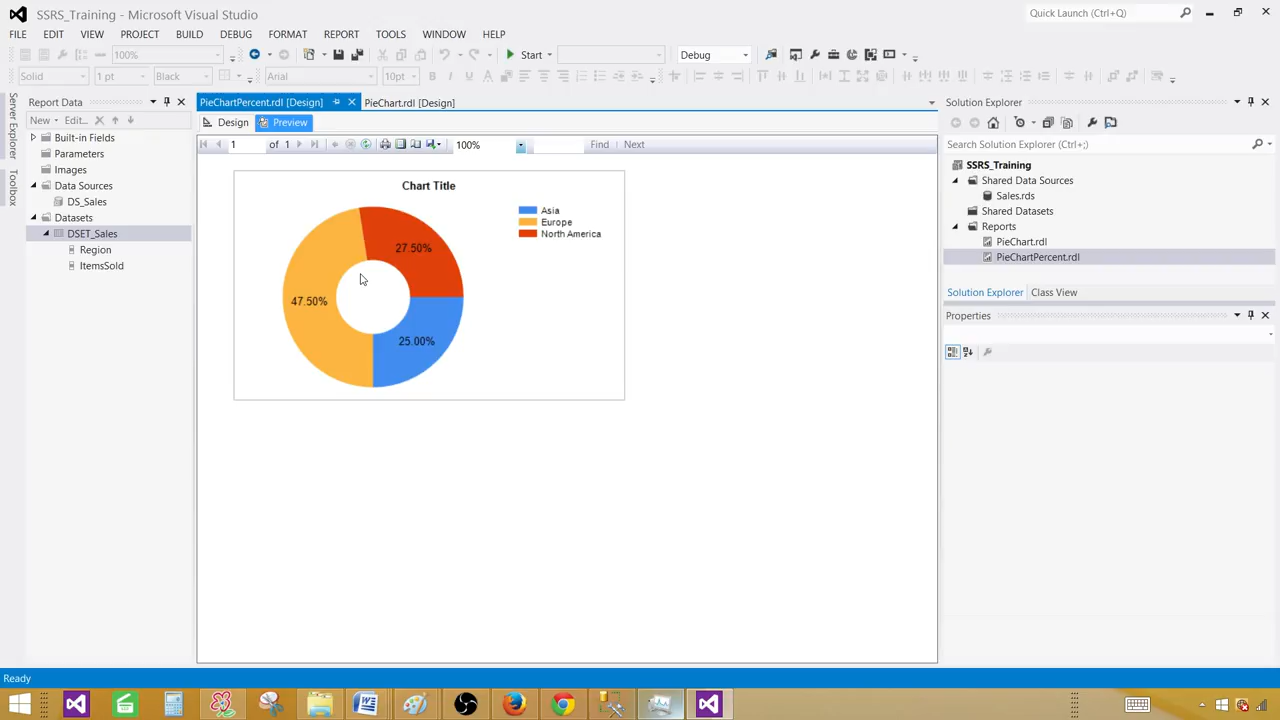 SSRS_Training - Microsoft Visual Studio
Quick Launch (Ctrl+Q)
FILE EDIT VIEW PROJECT BUILD DEBUG FORMAT REPORT TOOLS WINDOW HELP
100% Start Debug
Solid 1 pt Black 10pt B I U A
Server Explorer
Toolbox
Report Data
New Edit...
Built-in Fields
Parameters
Images
Data Sources
DS_Sales
Datasets
DSET_Sales
Region
ItemsSold
PieChartPercent.rdl [Design] PieChart.rdl [Design]
Design Preview
1 of 1 100% Find Next
Chart Title
Asia
Europe
North America
27.50%
47.50%
25.00%
Solution Explorer
Search Solution Explorer (Ctrl+;)
SSRS_Training
Shared Data Sources
Sales.rds
Shared Datasets
Reports
PieChart.rdl
PieChartPercent.rdl
Solution Explorer Class View
Properties
Ready